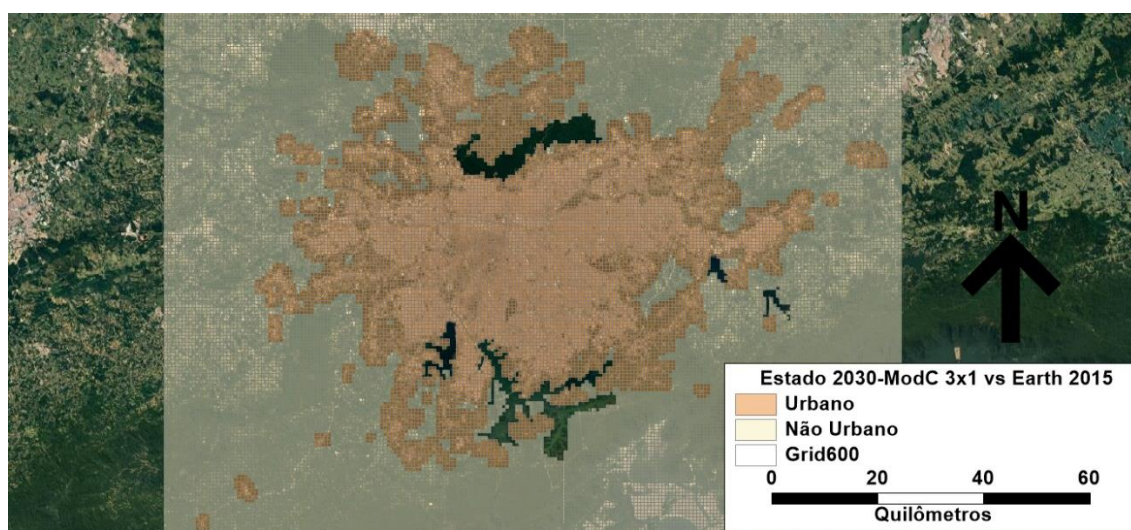 N
Estado 2030-ModC 3x1 vs Earth 2015
Urbano
Não Urbano
Grid600
0 20 40 60
Quilômetros